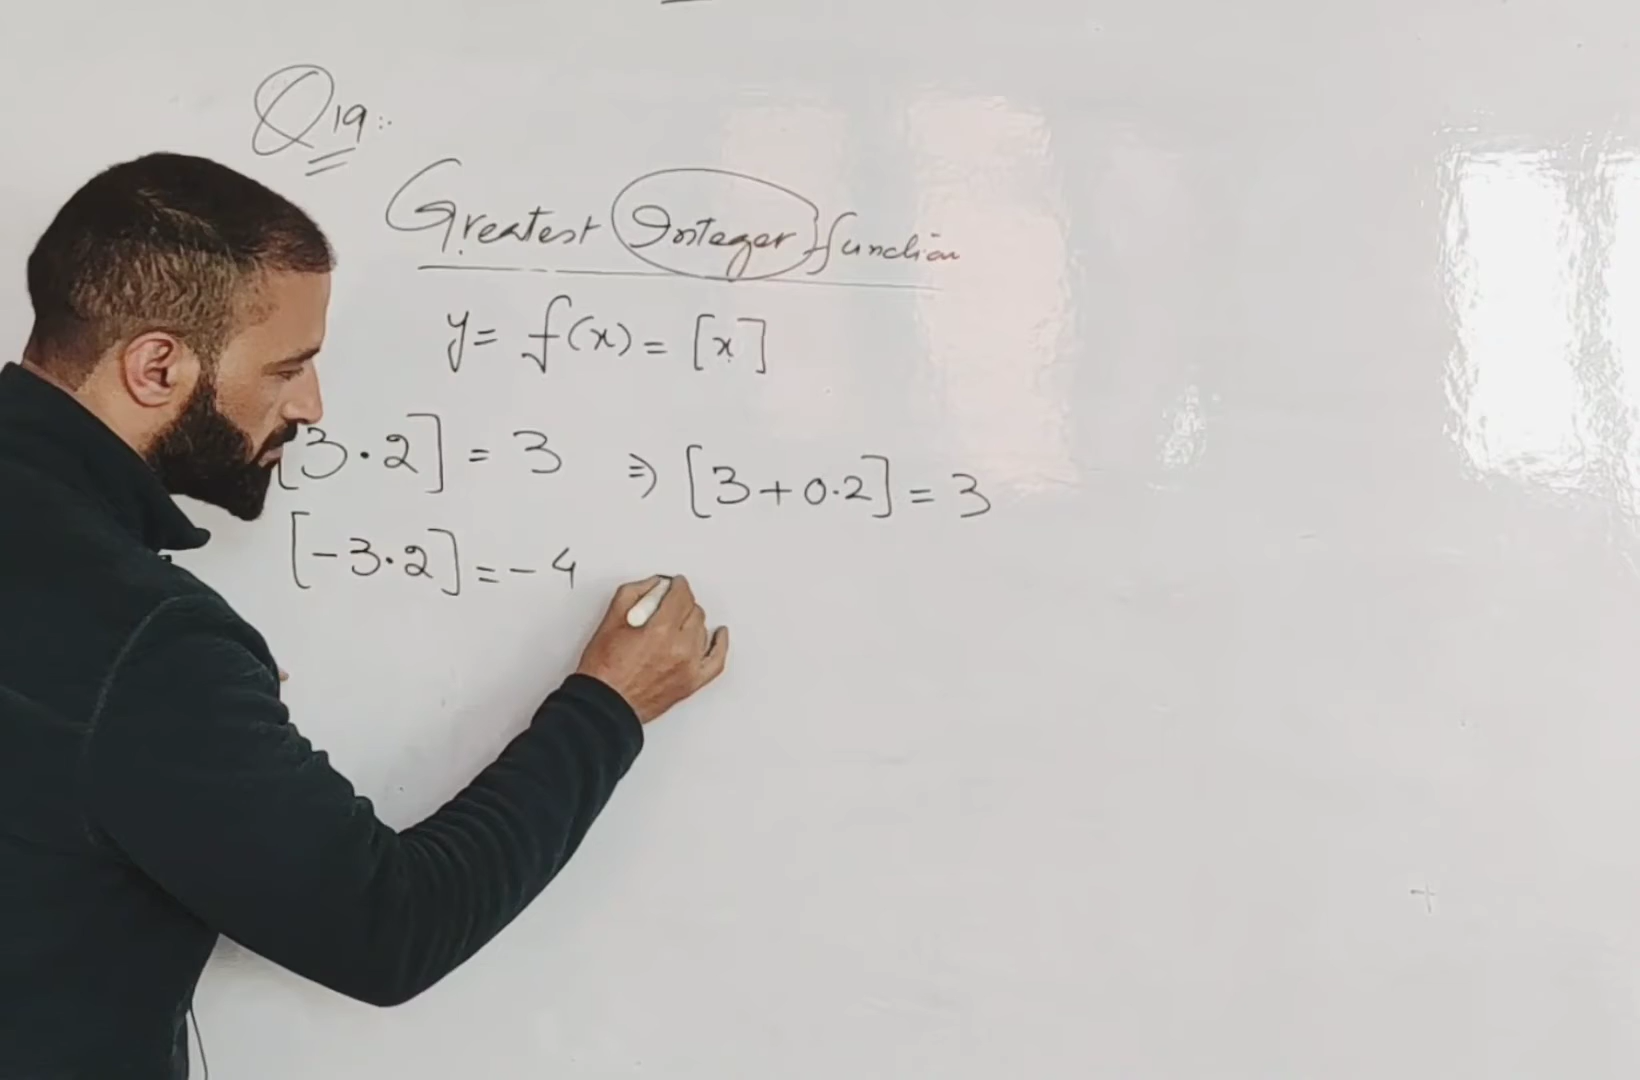 Q19:
Greatest Integer function
y = f(x) = [x]
[3.2] = 3 ⇒ [3+0.2] = 3
[-3.2] = -4